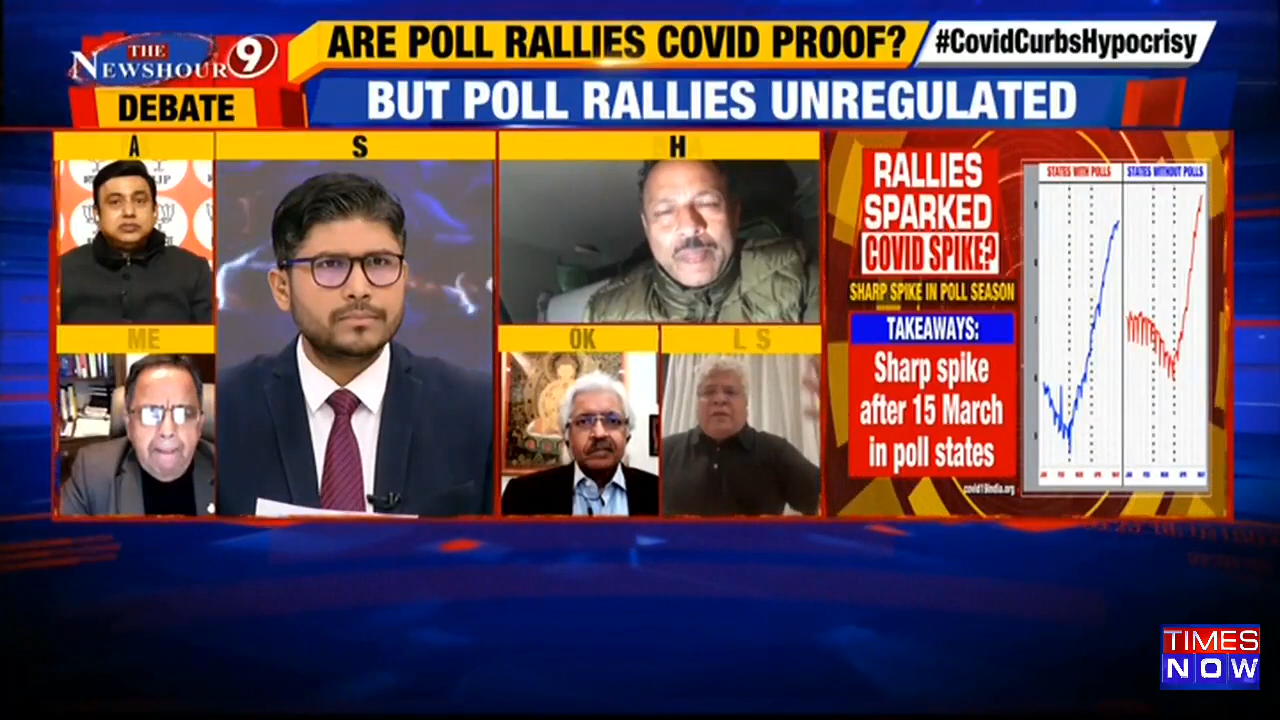 THE
NEWSHOUR 9
DEBATE
ARE POLL RALLIES COVID PROOF?
#CovidCurbsHypocrisy
BUT POLL RALLIES UNREGULATED
A
S
H
ME
OK
L S
RALLIES
SPARKED
COVID SPIKE?
SHARP SPIKE IN POLL SEASON
TAKEAWAYS:
Sharp spike
after 15 March
in poll states
covid19india.org
STATES WITH POLLS
STATES WITHOUT POLLS
TIMES
NOW